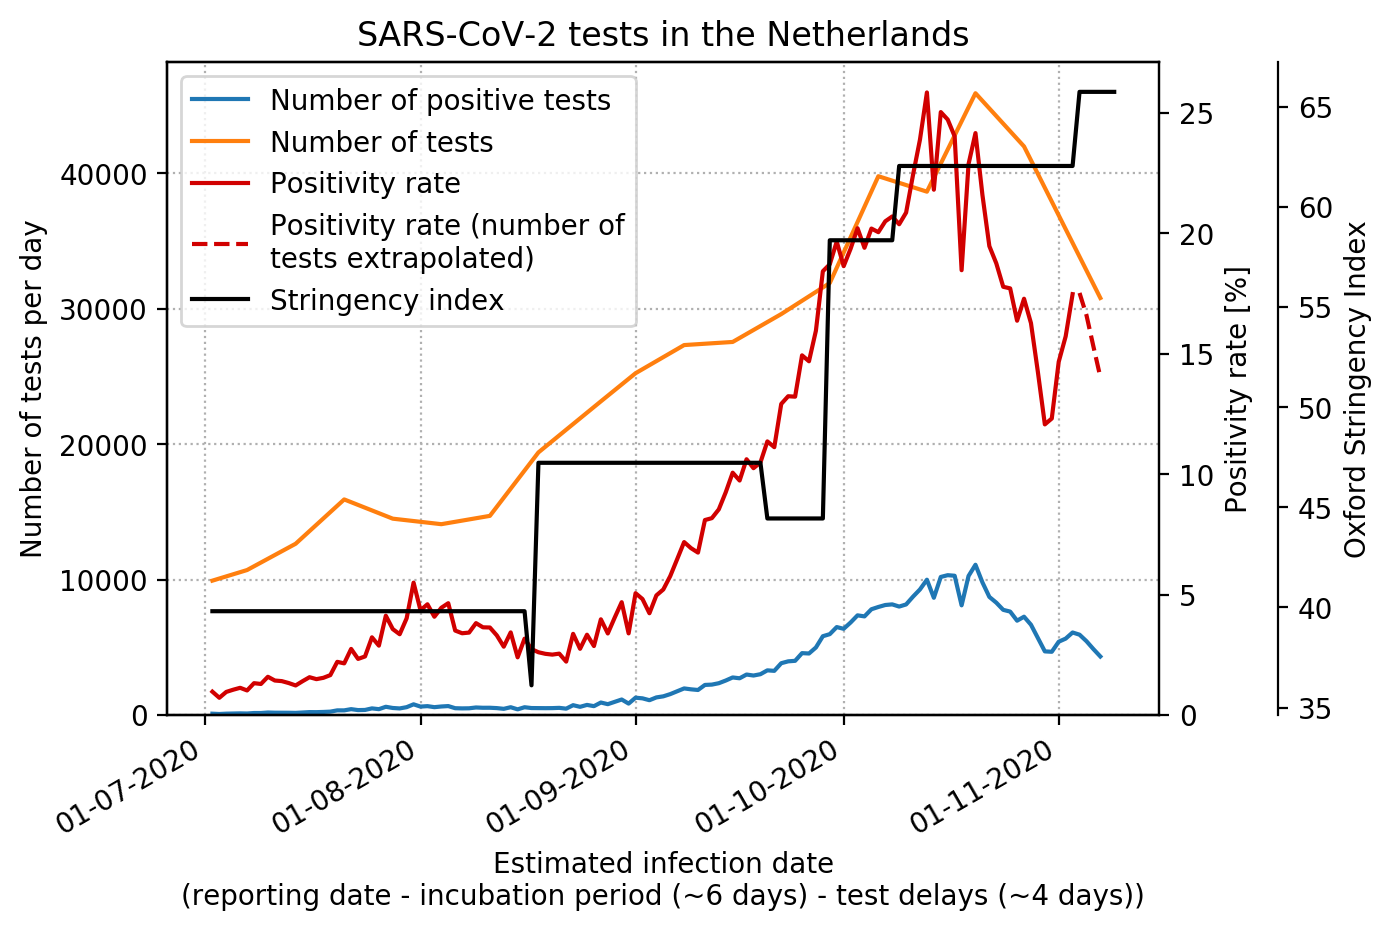 SARS-CoV-2 tests in the Netherlands
Number of positive tests
Number of tests
Positivity rate
Positivity rate (number of
tests extrapolated)
Stringency index
Number of tests per day
40000
30000
20000
10000
0
25
20
15
10
5
0
Positivity rate [%]
65
60
55
50
45
40
35
Oxford Stringency Index
01-07-2020
01-08-2020
01-09-2020
01-10-2020
01-11-2020
Estimated infection date
(reporting date - incubation period (~6 days) - test delays (~4 days))